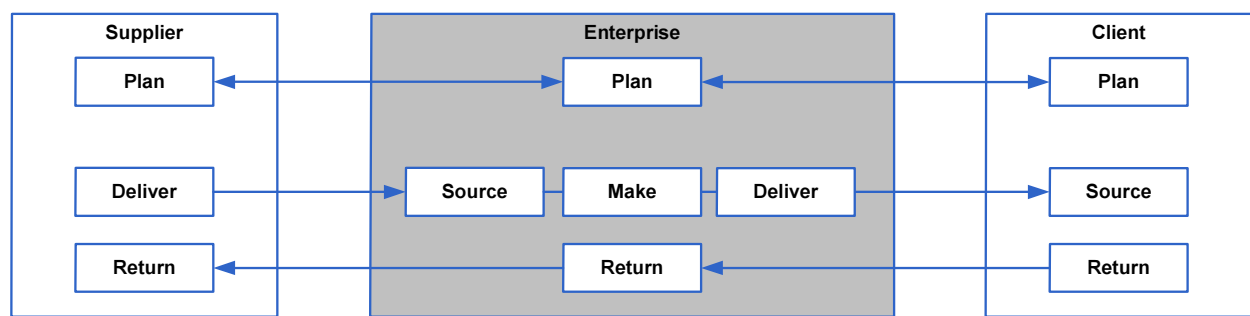 Supplier
Enterprise
Client
Plan
Plan
Plan
Deliver
Source
Make
Deliver
Source
Return
Return
Return